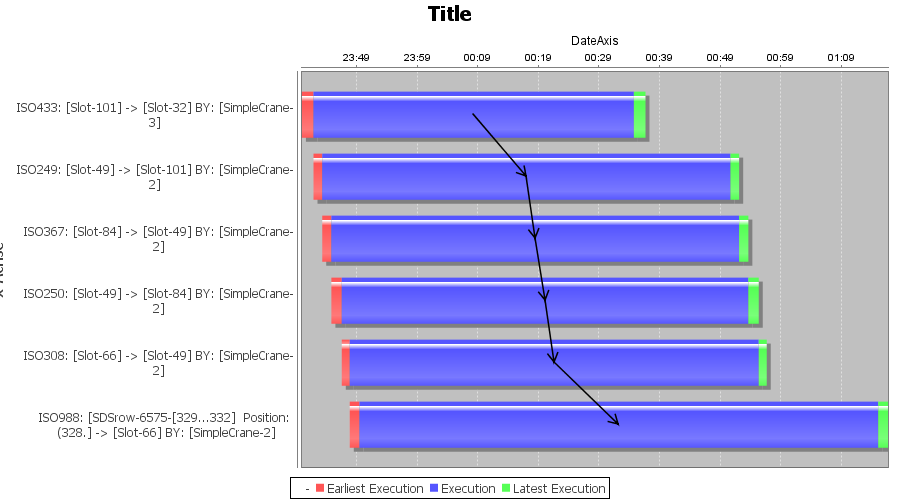 Title
DateAxis
23:49 23:59 00:09 00:19 00:29 00:39 00:49 00:59 01:09
ISO433: [Slot-101] -> [Slot-32] BY: [SimpleCrane-
3]
ISO249: [Slot-49] -> [Slot-101] BY: [SimpleCrane-
2]
ISO367: [Slot-84] -> [Slot-49] BY: [SimpleCrane-
2]
ISO250: [Slot-49] -> [Slot-84] BY: [SimpleCrane-
2]
ISO308: [Slot-66] -> [Slot-49] BY: [SimpleCrane-
2]
ISO988: [SDSrow-6575-[329...332] Position:
(328.] -> [Slot-66] BY: [SimpleCrane-2]
- Earliest Execution Execution Latest Execution